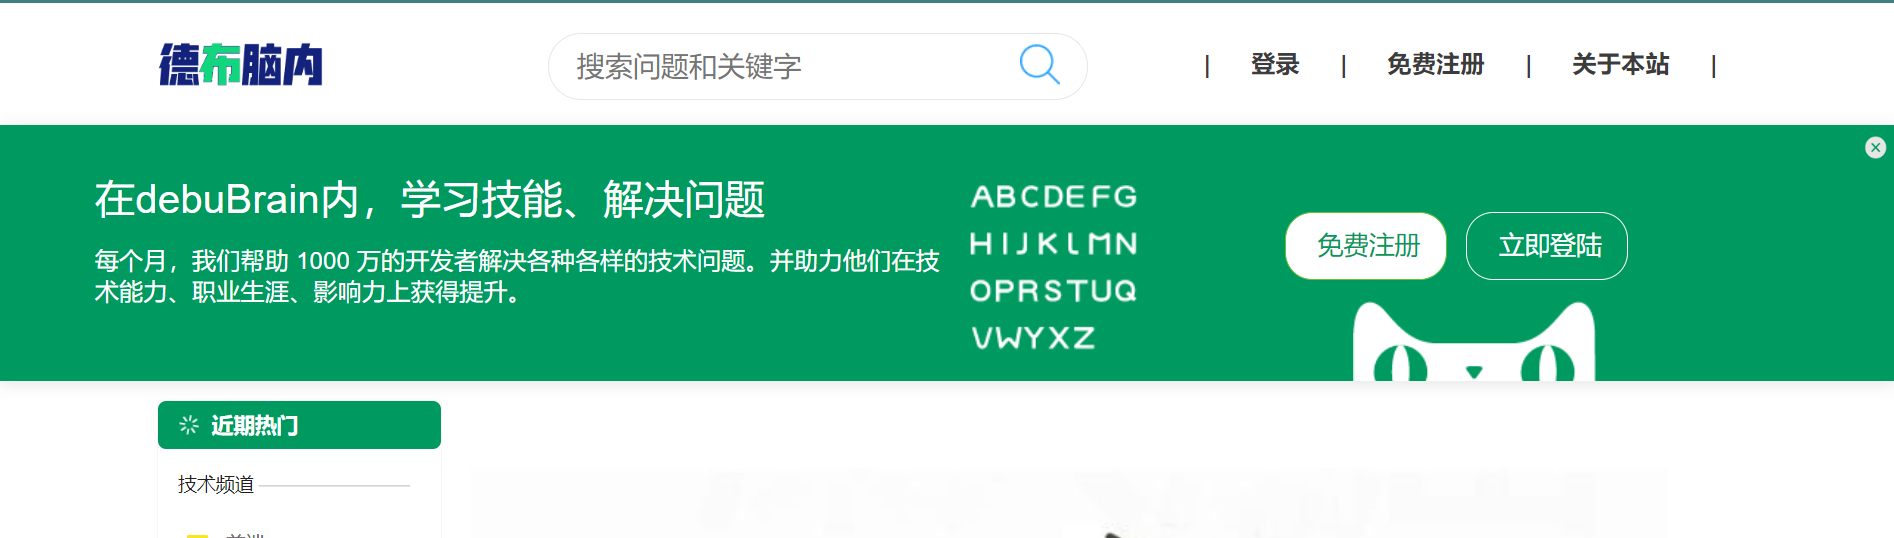 德布脑内
搜索问题和关键字
| 登录 | 免费注册 | 关于本站 |
在debuBrain内，学习技能、解决问题
每个月，我们帮助 1000 万的开发者解决各种各样的技术问题。并助力他们在技
术能力、职业生涯、影响力上获得提升。
ABCDEFG
HIJKLMN
OPRSTUQ
VWYXZ
免费注册
立即登陆
近期热门
技术频道